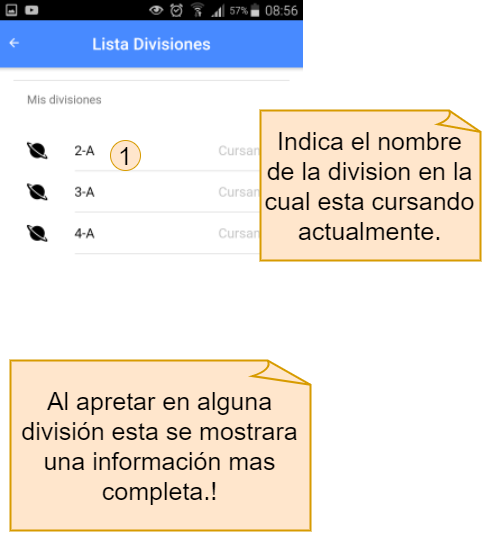 57% 08:56
Lista Divisiones
Mis divisiones
2-A 1 Cursan
3-A Cursan
4-A Cursan
Indica el nombre
de la division en la
cual esta cursando
actualmente.
Al apretar en alguna
división esta se mostrara
una información mas
completa.!